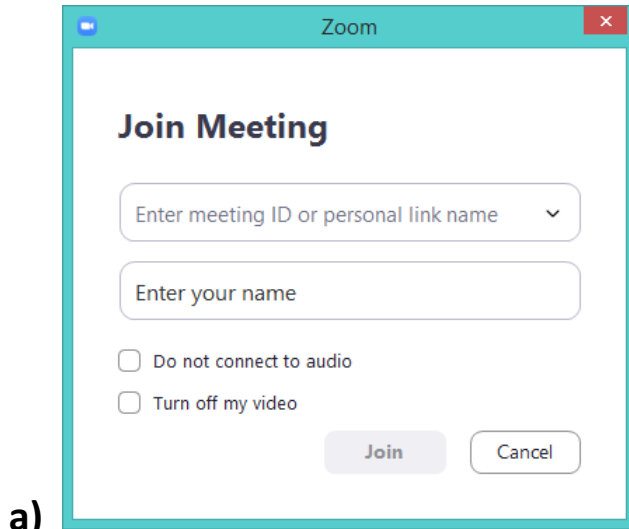 Zoom
Join Meeting
Enter meeting ID or personal link name
Enter your name
Do not connect to audio
Turn off my video
Join Cancel
a)